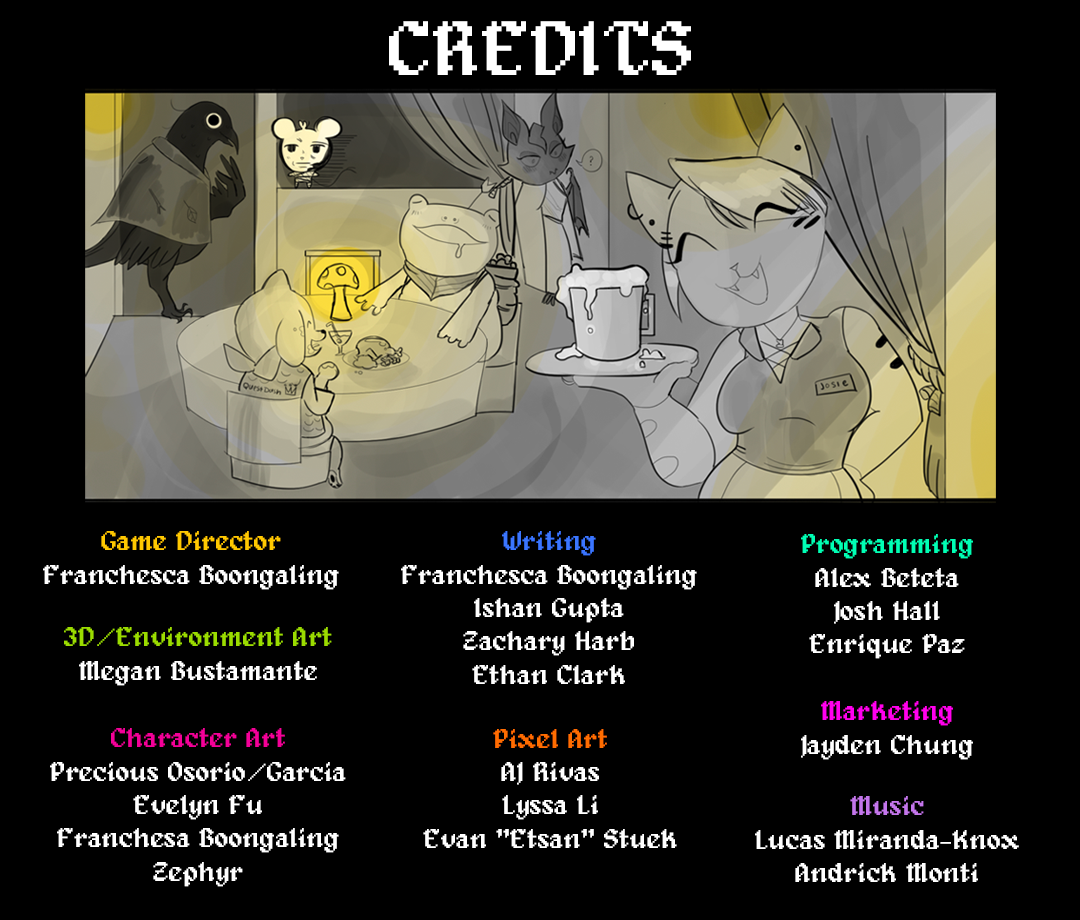 CREDITS
?
JOSIE
Game Director
Franchesca Boongaling
3D/Environment Art
Megan Bustamante
Character Art
Precious Osorio/Garcia
Evelyn Fu
Franchesa Boongaling
Zephyr
Writing
Franchesca Boongaling
Ishan Gupta
Zachary Harb
Ethan Clark
Pixel Art
AJ Rivas
Lyssa Li
Evan "Etsan" Stuek
Programming
Alex Beteta
Josh Hall
Enrique Paz
Marketing
Jayden Chung
Music
Lucas Miranda-Knox
Andrick Monti